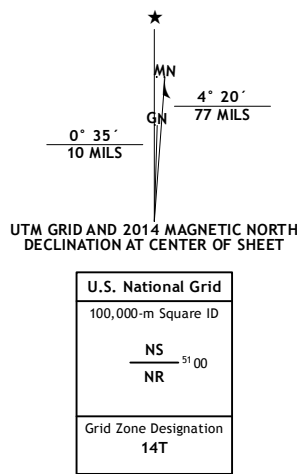 ★
MN
4° 20´
77 MILS
GN
0° 35´
10 MILS
UTM GRID AND 2014 MAGNETIC NORTH
DECLINATION AT CENTER OF SHEET
U.S. National Grid
100,000-m Square ID
NS
51 00
NR
Grid Zone Designation
14T